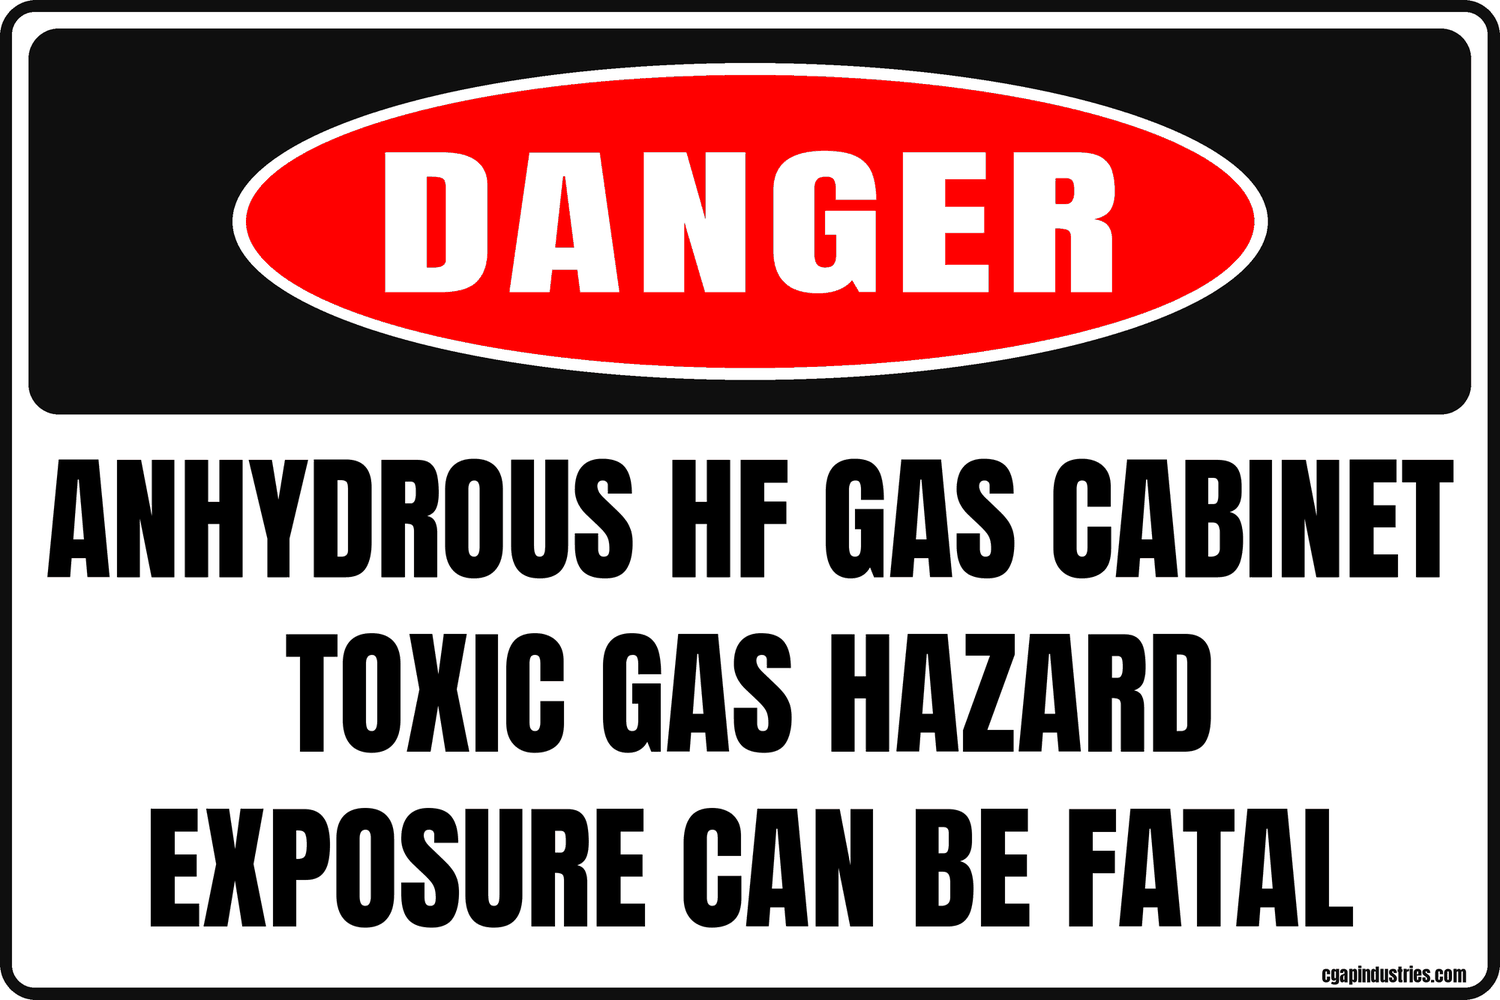 DANGER
ANHYDROUS HF GAS CABINET
TOXIC GAS HAZARD
EXPOSURE CAN BE FATAL
cgapindustries.com